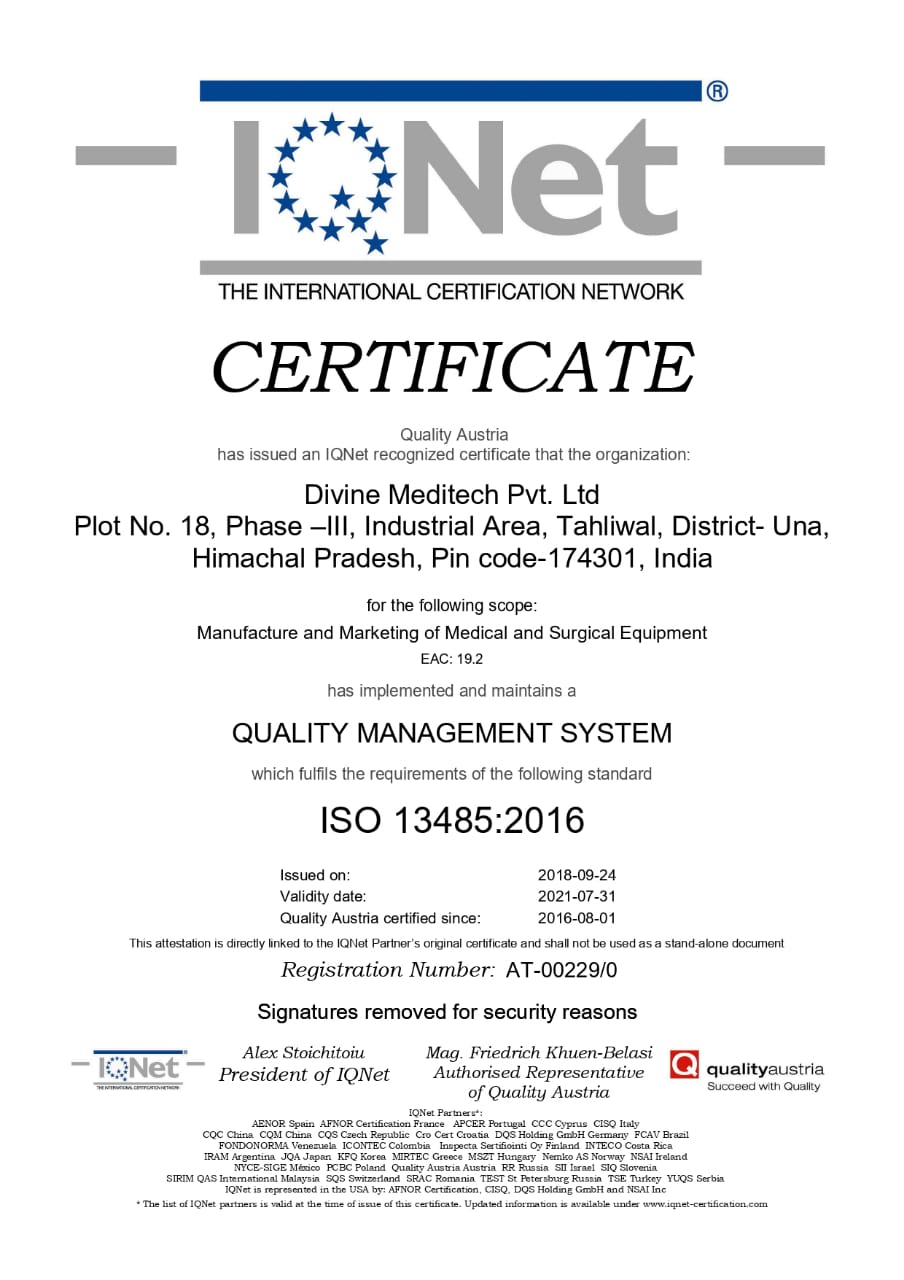 IQNet®
THE INTERNATIONAL CERTIFICATION NETWORK
CERTIFICATE
Quality Austria
has issued an IQNet recognized certificate that the organization:
Divine Meditech Pvt. Ltd
Plot No. 18, Phase –III, Industrial Area, Tahliwal, District- Una,
Himachal Pradesh, Pin code-174301, India
for the following scope:
Manufacture and Marketing of Medical and Surgical Equipment
EAC: 19.2
has implemented and maintains a
QUALITY MANAGEMENT SYSTEM
which fulfils the requirements of the following standard
ISO 13485:2016
Issued on: 2018-09-24
Validity date: 2021-07-31
Quality Austria certified since: 2016-08-01
This attestation is directly linked to the IQNet Partner's original certificate and shall not be used as a stand-alone document
Registration Number: AT-00229/0
Signatures removed for security reasons
IQNet
THE INTERNATIONAL CERTIFICATION NETWORK
Alex Stoichitoiu
President of IQNet
Mag. Friedrich Khuen-Belasi
Authorised Representative
of Quality Austria
Q qualityaustria
Succeed with Quality
IQNet Partners*:
AENOR Spain AFNOR Certification France APCER Portugal CCC Cyprus CISQ Italy
CQC China CQM China CQS Czech Republic Cro Cert Croatia DQS Holding GmbH Germany FCAV Brazil
FONDONORMA Venezuela ICONTEC Colombia Inspecta Sertifiointi Oy Finland INTECO Costa Rica
IRAM Argentina JQA Japan KFQ Korea MIRTEC Greece MSZT Hungary Nemko AS Norway NSAI Ireland
NYCE-SIGE México PCBC Poland Quality Austria Austria RR Russia SII Israel SIQ Slovenia
SIRIM QAS International Malaysia SQS Switzerland SRAC Romania TEST St Petersburg Russia TSE Turkey YUQS Serbia
IQNet is represented in the USA by: AFNOR Certification, CISQ, DQS Holding GmbH and NSAI Inc
* The list of IQNet partners is valid at the time of issue of this certificate. Updated information is available under www.iqnet-certification.com